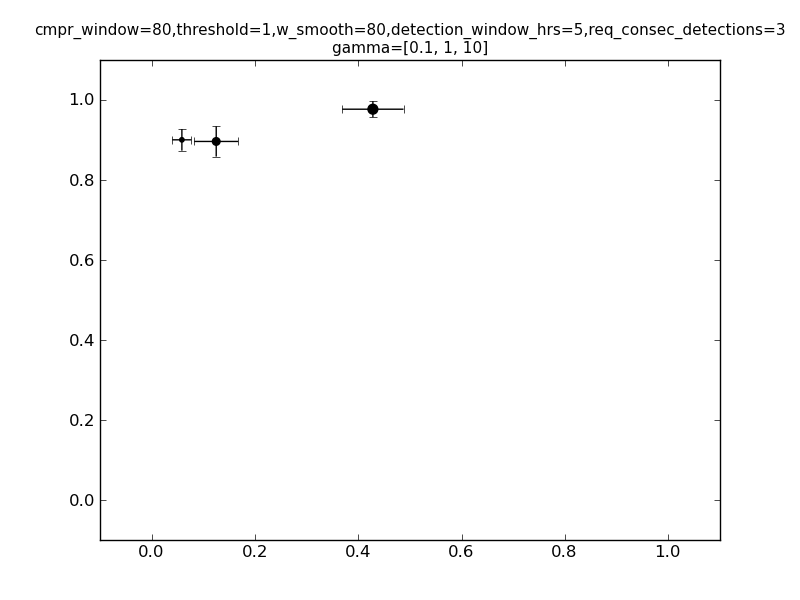 cmpr_window=80,threshold=1,w_smooth=80,detection_window_hrs=5,req_consec_detections=3
gamma=[0.1, 1, 10]
1.0
0.8
0.6
0.4
0.2
0.0
0.0 0.2 0.4 0.6 0.8 1.0